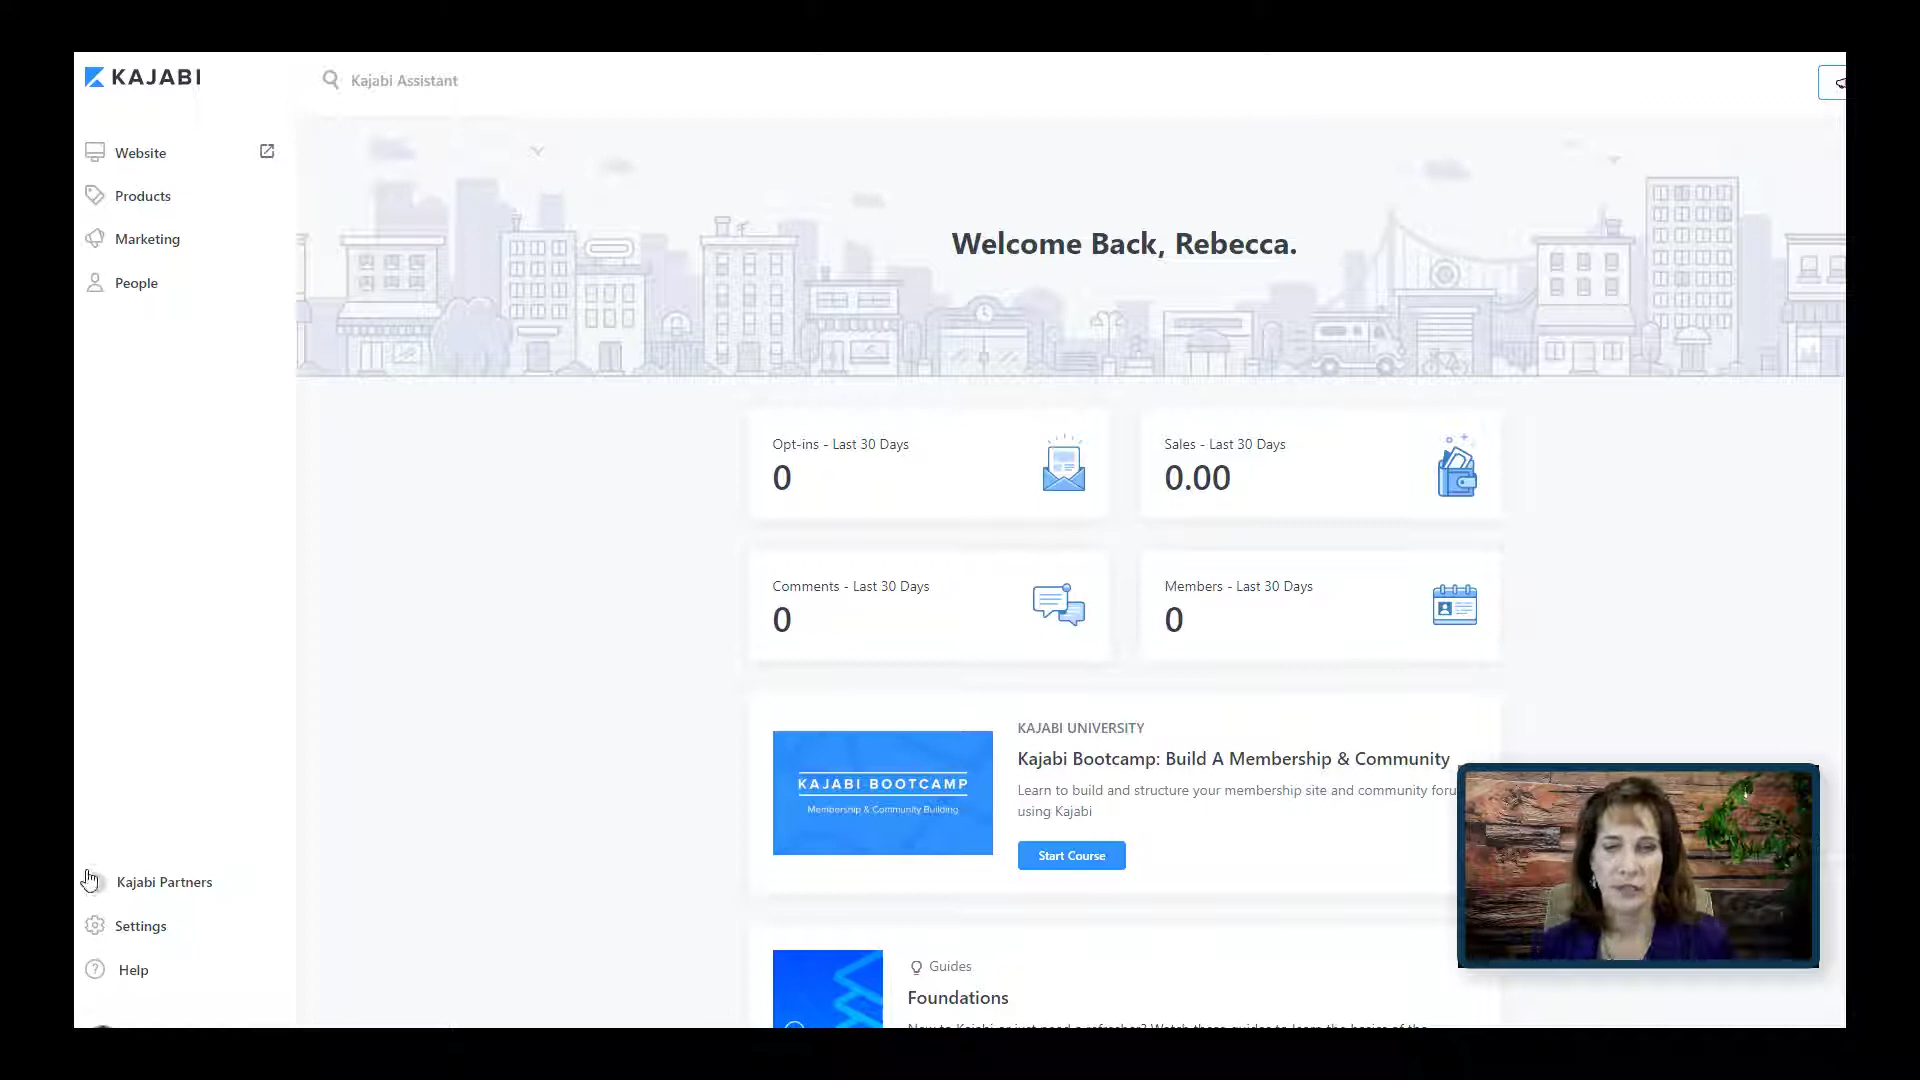 KAJABI
Kajabi Assistant
Website
Products
Marketing
People
Welcome Back, Rebecca.
Opt-ins - Last 30 Days
0
Sales - Last 30 Days
0.00
Comments - Last 30 Days
0
Members - Last 30 Days
0
KAJABI BOOTCAMP
Membership & Community Building
KAJABI UNIVERSITY
Kajabi Bootcamp: Build A Membership & Community
Learn to build and structure your membership site and community foru
using Kajabi
Start Course
Guides
Foundations
Kajabi Partners
Settings
Help